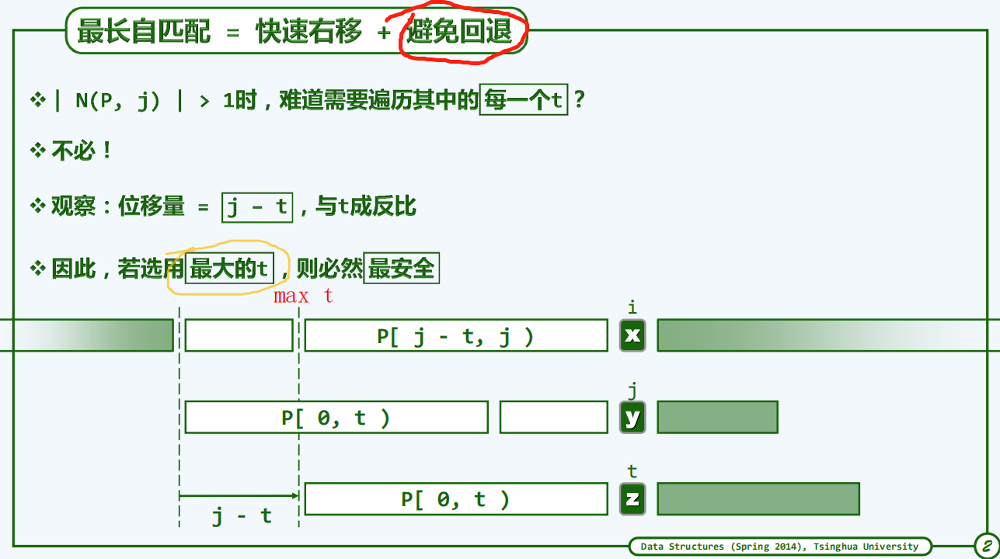 最长自匹配 = 快速右移 + 避免回退
| N(P, j) | > 1时，难道需要遍历其中的每一个t？
不必！
观察：位移量 = j - t，与t成反比
因此，若选用最大的t，则必然最安全
max t
i
P[ j - t, j )
x
j
P[ 0, t )
y
t
P[ 0, t )
z
j - t
Data Structures (Spring 2014), Tsinghua University
2